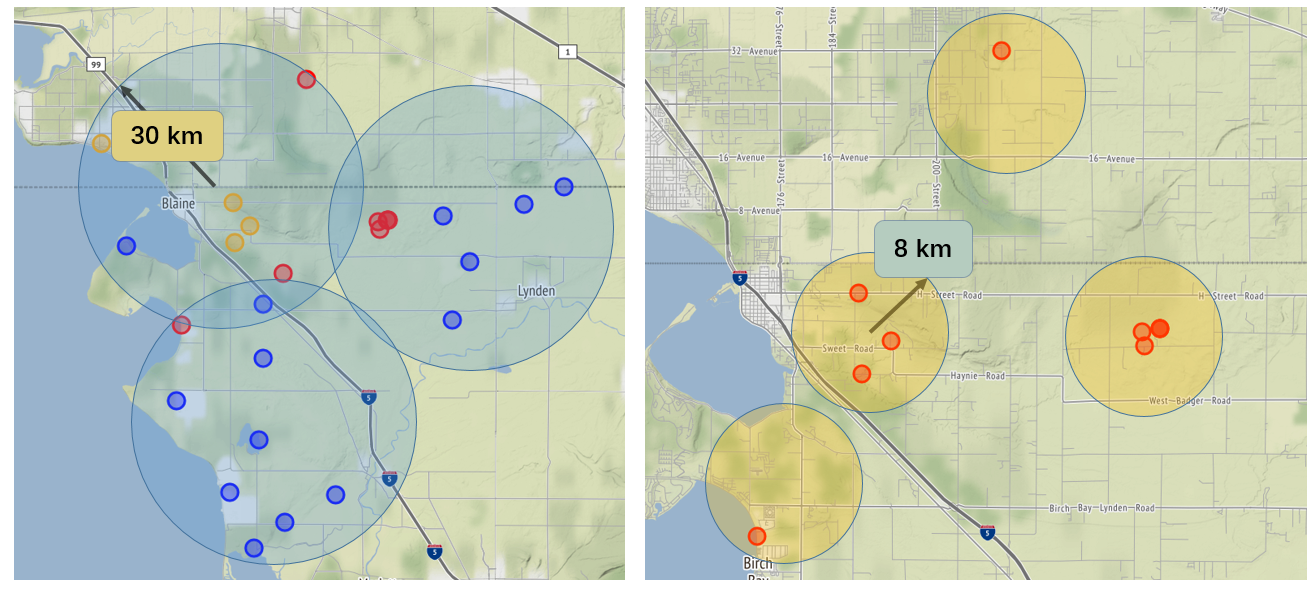 1
99
30 km
Blaine
Lynden
5
5
5
76-Street
184-Stree
32 Avenue
16-Avenue
16-Avenue
16-Avenue
176-Street
200-Street
8 Avenue
8 km
5
H-Street-Road
H-Street-Road
Sweet-Road
Haynie-Road
West-Badger-Road
Birch-Bay-Lynden-Road
5
Birch